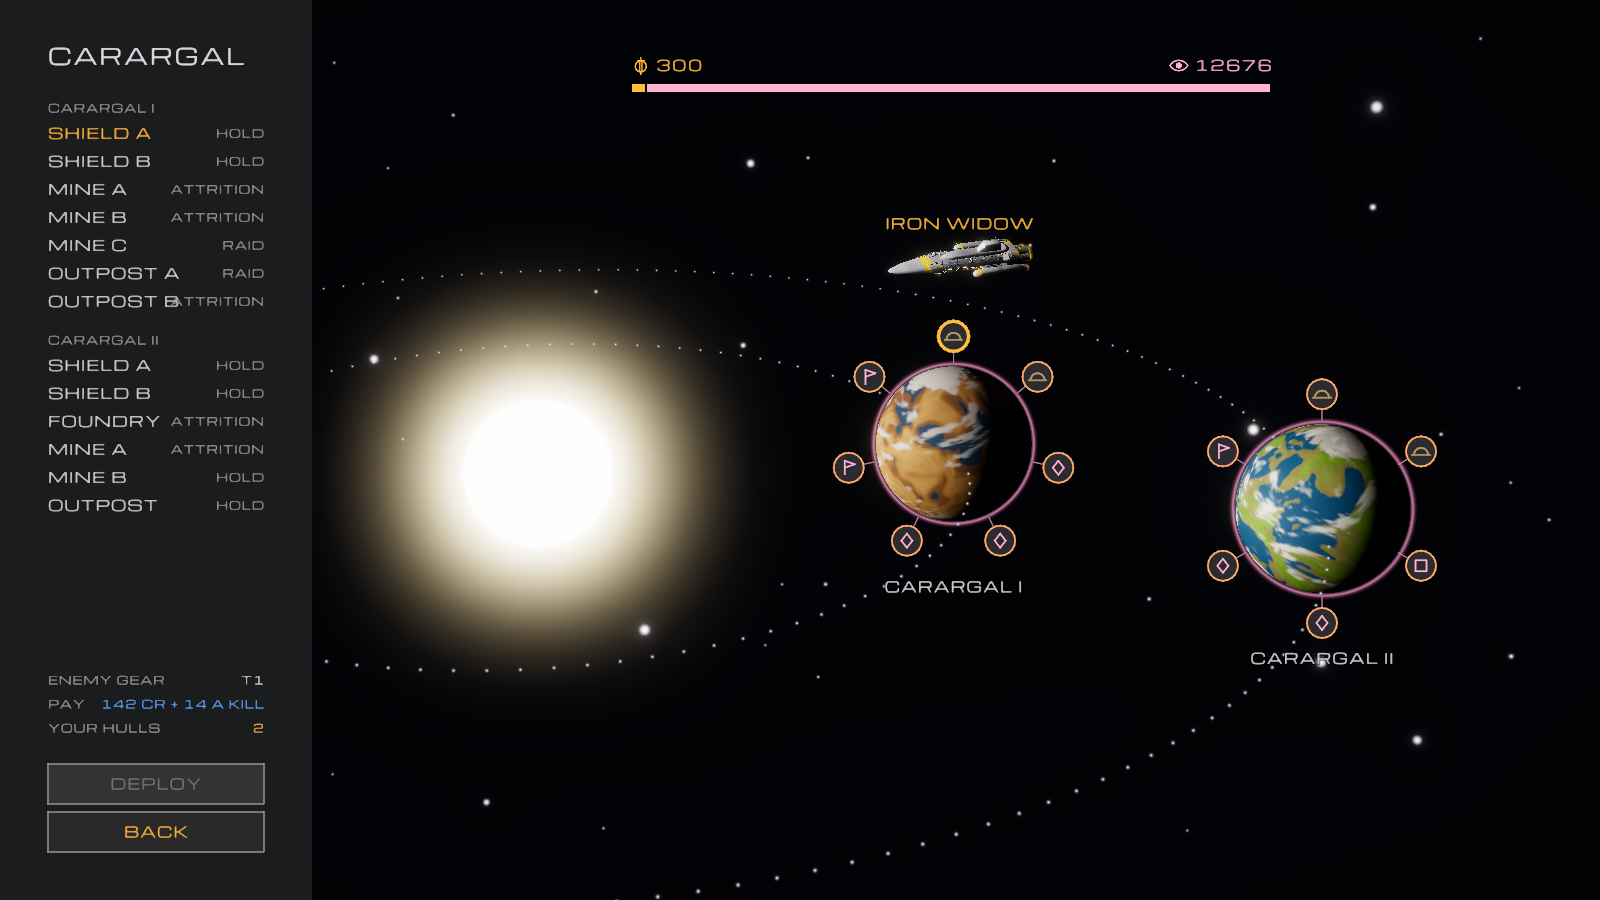 CARARGAL
CARARGAL I
SHIELD A HOLD
SHIELD B HOLD
MINE A ATTRITION
MINE B ATTRITION
MINE C RAID
OUTPOST A RAID
OUTPOST B ATTRITION
CARARGAL II
SHIELD A HOLD
SHIELD B HOLD
FOUNDRY ATTRITION
MINE A ATTRITION
MINE B HOLD
OUTPOST HOLD
ENEMY GEAR T1
PAY 142 CR + 14 A KILL
YOUR HULLS 2
DEPLOY
BACK
300
12676
IRON WIDOW
CARARGAL I
CARARGAL II